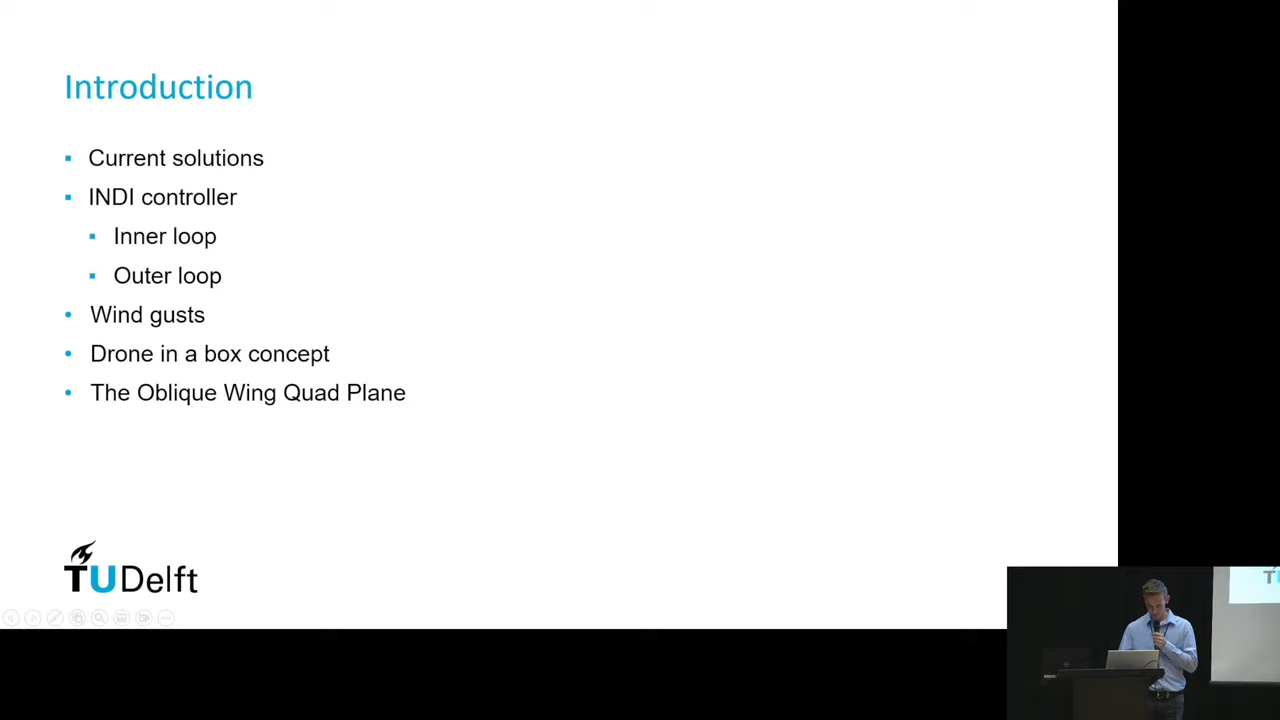 Introduction
Current solutions
INDI controller
Inner loop
Outer loop
Wind gusts
Drone in a box concept
The Oblique Wing Quad Plane
TUDelft